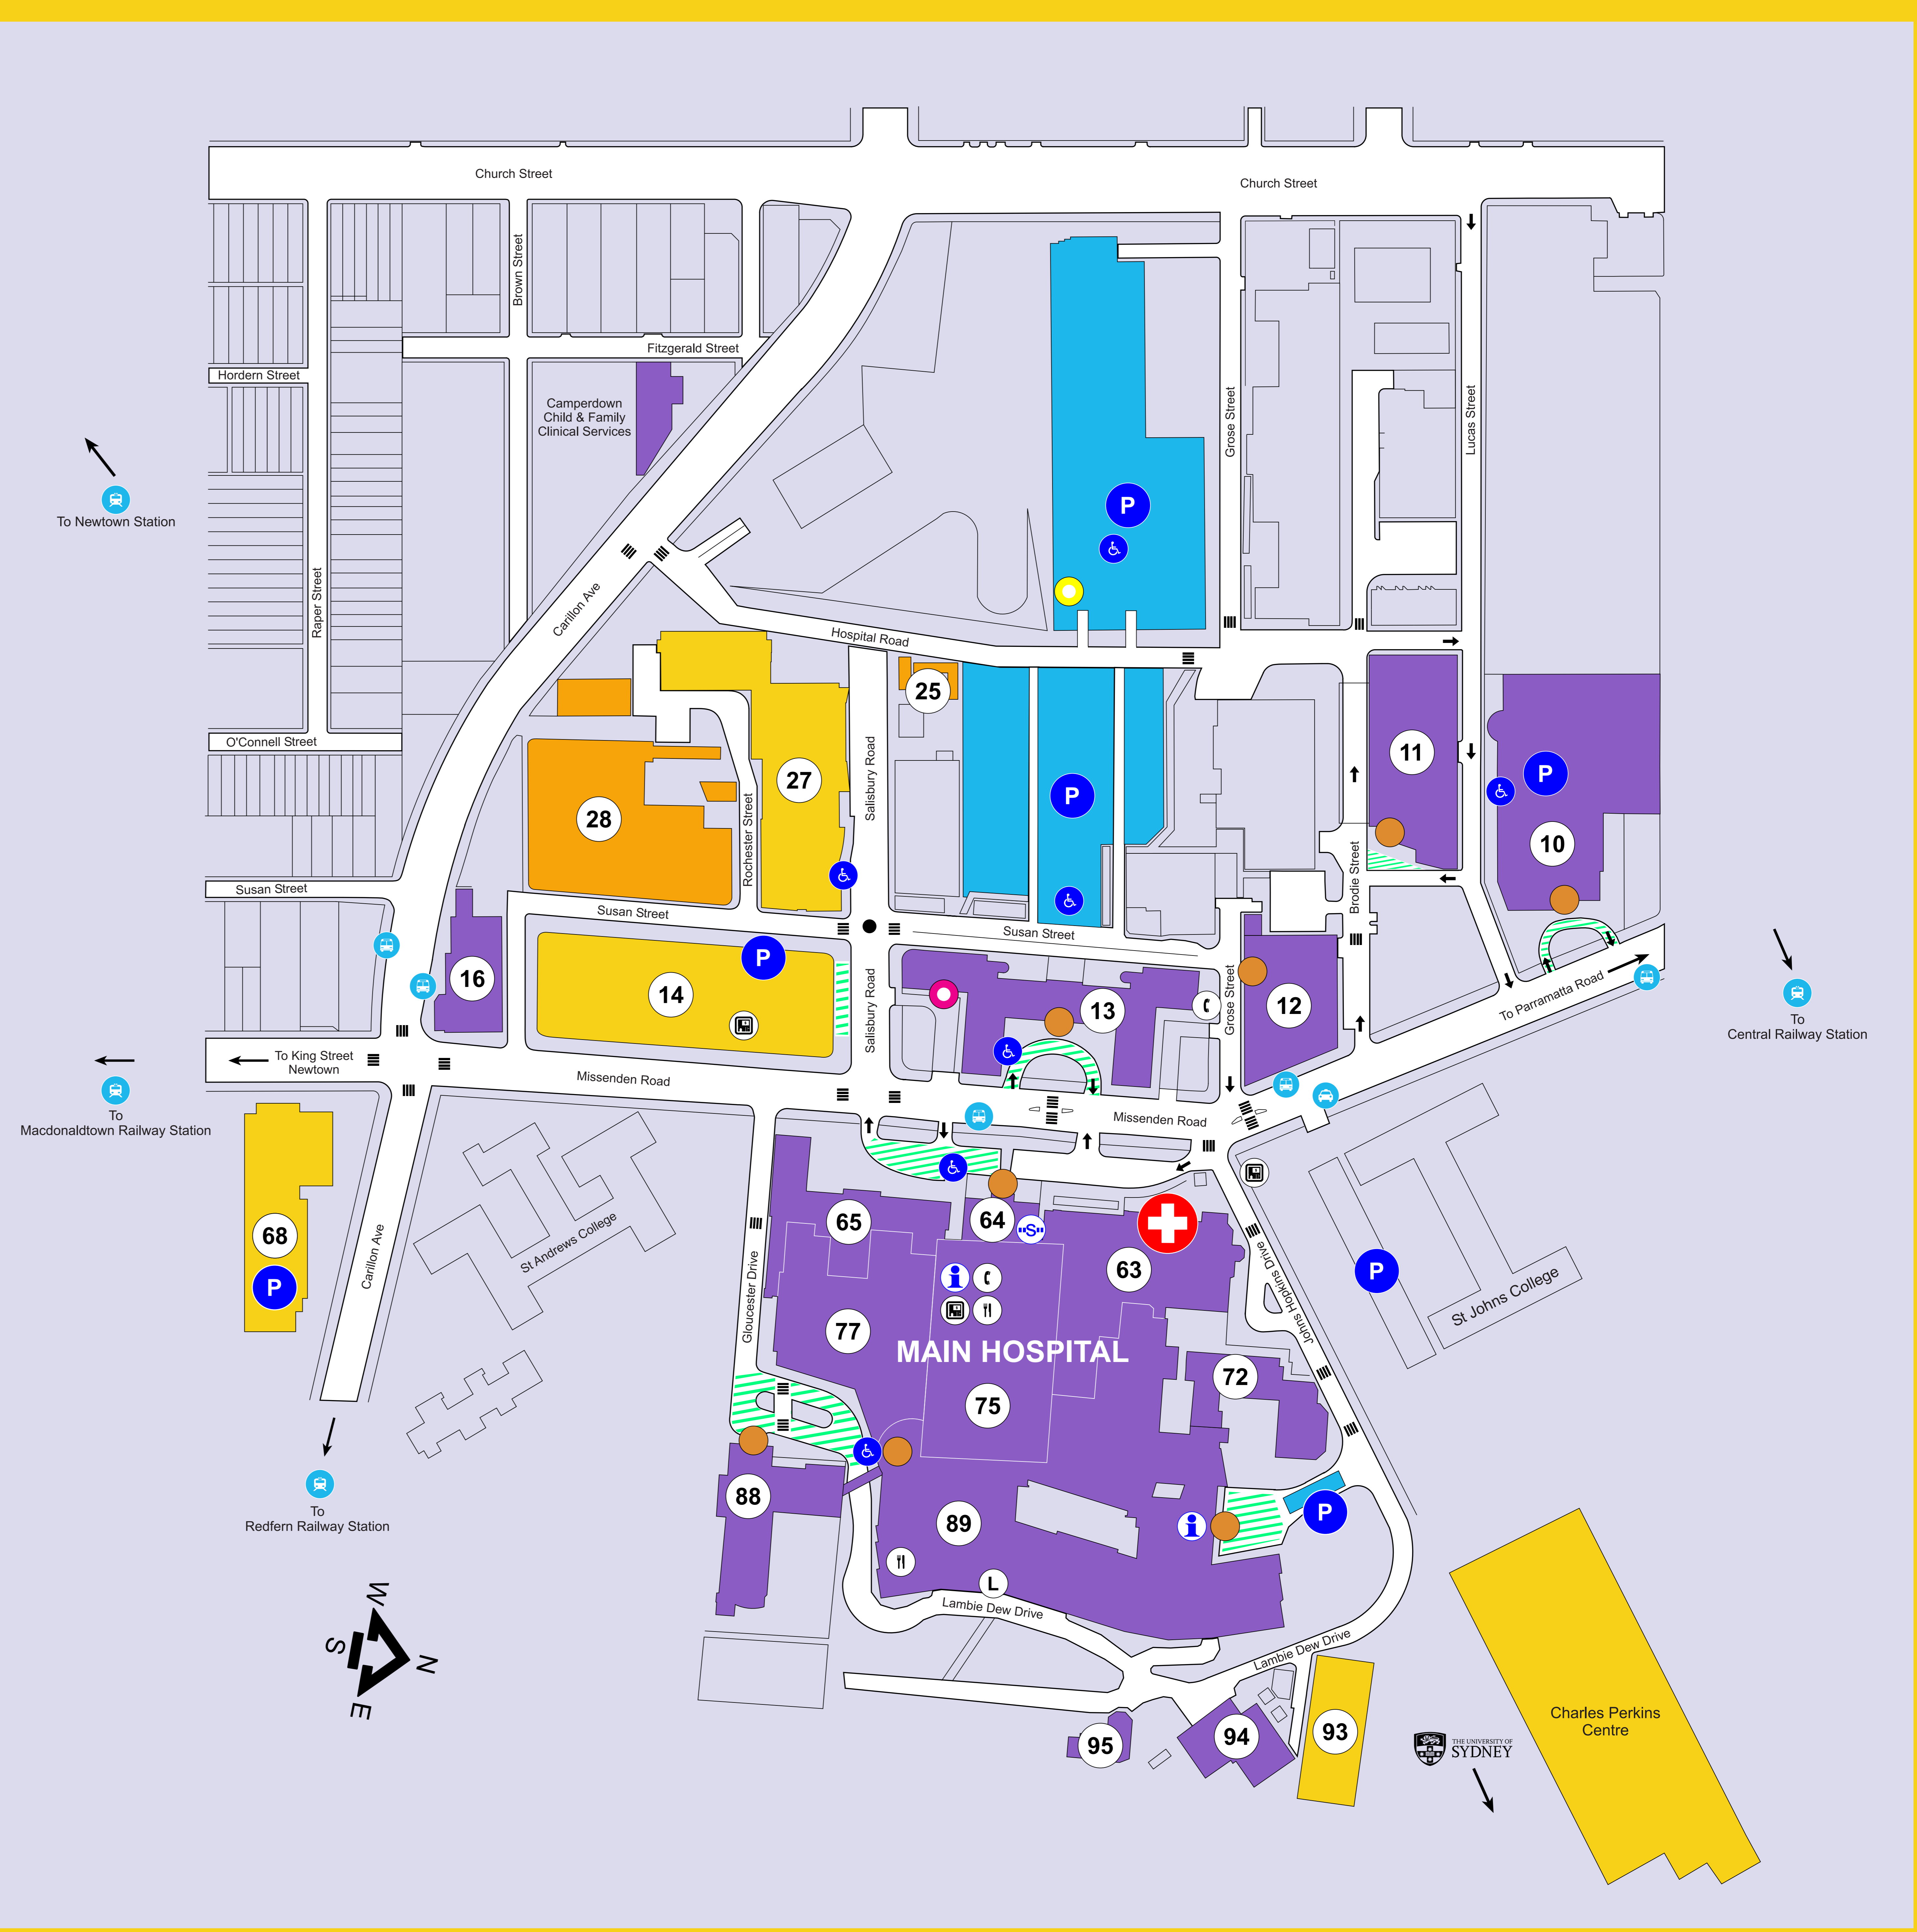 Church Street
Church Street
Brown Street
Fitzgerald Street
Hordern Street
Camperdown
Child & Family
Clinical Services
Grose Street
Lucas Street
P
To Newtown Station
Raper Street
Carillon Ave
Hospital Road
25
O'Connell Street
27
Salisbury Road
P
11
P
28
Rochester Street
10
Brodie Street
Susan Street
Susan Street
Susan Street
P
16
14
Salisbury Road
13
Grose Street
12
To Parramatta Road
To
Central Railway Station
To King Street
Newtown
Missenden Road
Missenden Road
To
Macdonaldtown Railway Station
68
P
Carillon Ave
St Andrews College
65
64
S
63
Johns Hopkins Drive
P
St Johns College
Gloucester Drive
i
77
MAIN HOSPITAL
72
75
88
89
i
P
To
Redfern Railway Station
L
Lambie Dew Drive
Lambie Dew Drive
W
S
N
E
95
94
93
THE UNIVERSITY OF
SYDNEY
Charles Perkins
Centre